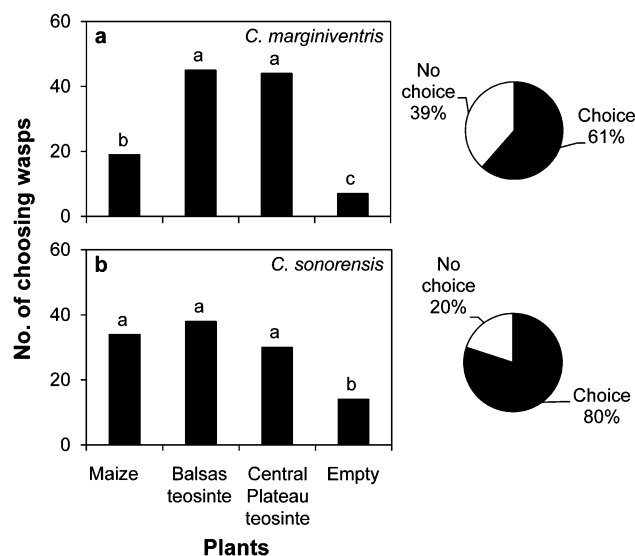 No. of choosing wasps
60
40
20
0
a
C. marginiventris
b
a
a
c
No
choice
39%
Choice
61%
60
40
20
0
b
C. sonorensis
a
a
a
b
No
choice
20%
Choice
80%
Maize
Balsas
teosinte
Central
Plateau
teosinte
Empty
Plants